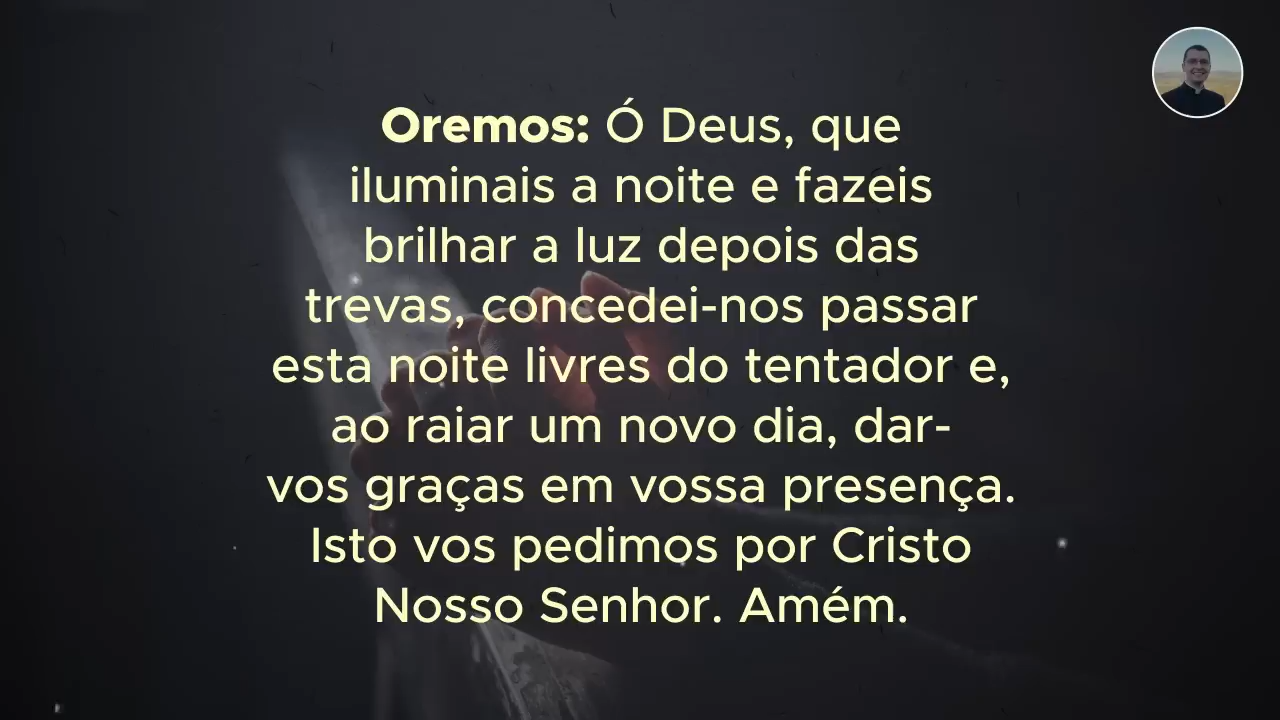 Oremos: Ó Deus, que
iluminais a noite e fazeis
brilhar a luz depois das
trevas, concedei-nos passar
esta noite livres do tentador e,
ao raiar um novo dia, dar-
vos graças em vossa presença.
Isto vos pedimos por Cristo
Nosso Senhor. Amém.